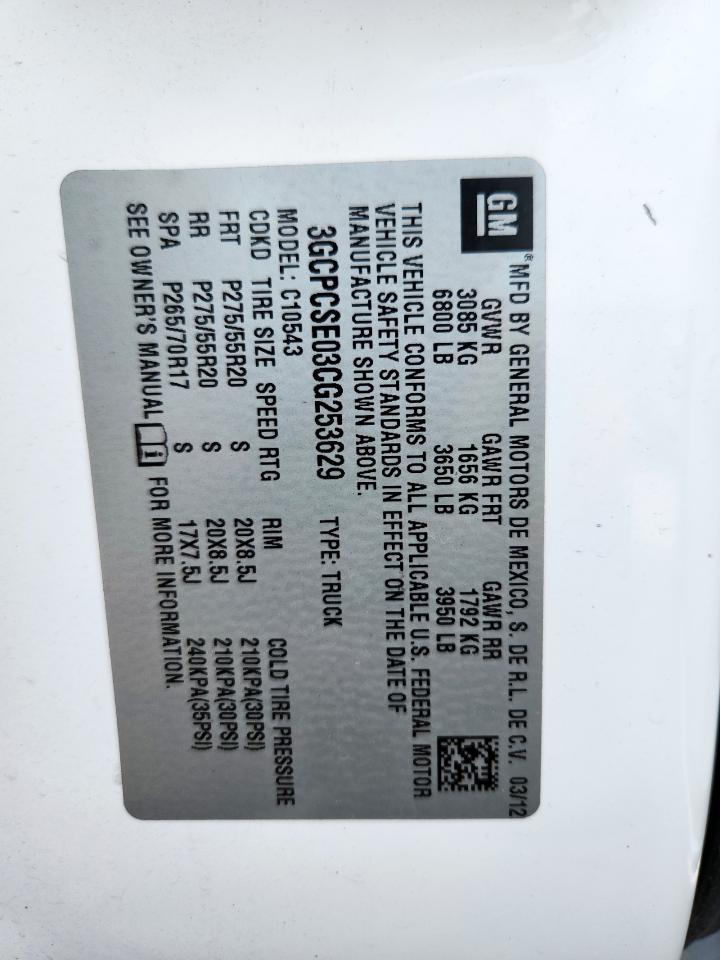 GM® MFD BY GENERAL MOTORS DE MEXICO, S. DE R.L. DE C.V. 03/12
GVWR GAWR FRT GAWR RR
3085 KG 1656 KG 1792 KG
6800 LB 3650 LB 3950 LB
THIS VEHICLE CONFORMS TO ALL APPLICABLE U.S. FEDERAL MOTOR
VEHICLE SAFETY STANDARDS IN EFFECT ON THE DATE OF
MANUFACTURE SHOWN ABOVE.
3GCPCSE03CG253629 TYPE: TRUCK
MODEL: C10543
CDKD TIRE SIZE SPEED RTG RIM COLD TIRE PRESSURE
FRT P275/55R20 S 20X8.5J 210KPA(30PSI)
RR P275/55R20 S 20X8.5J 210KPA(30PSI)
SPA P265/70R17 S 17X7.5J 240KPA(35PSI)
SEE OWNER'S MANUAL i FOR MORE INFORMATION.